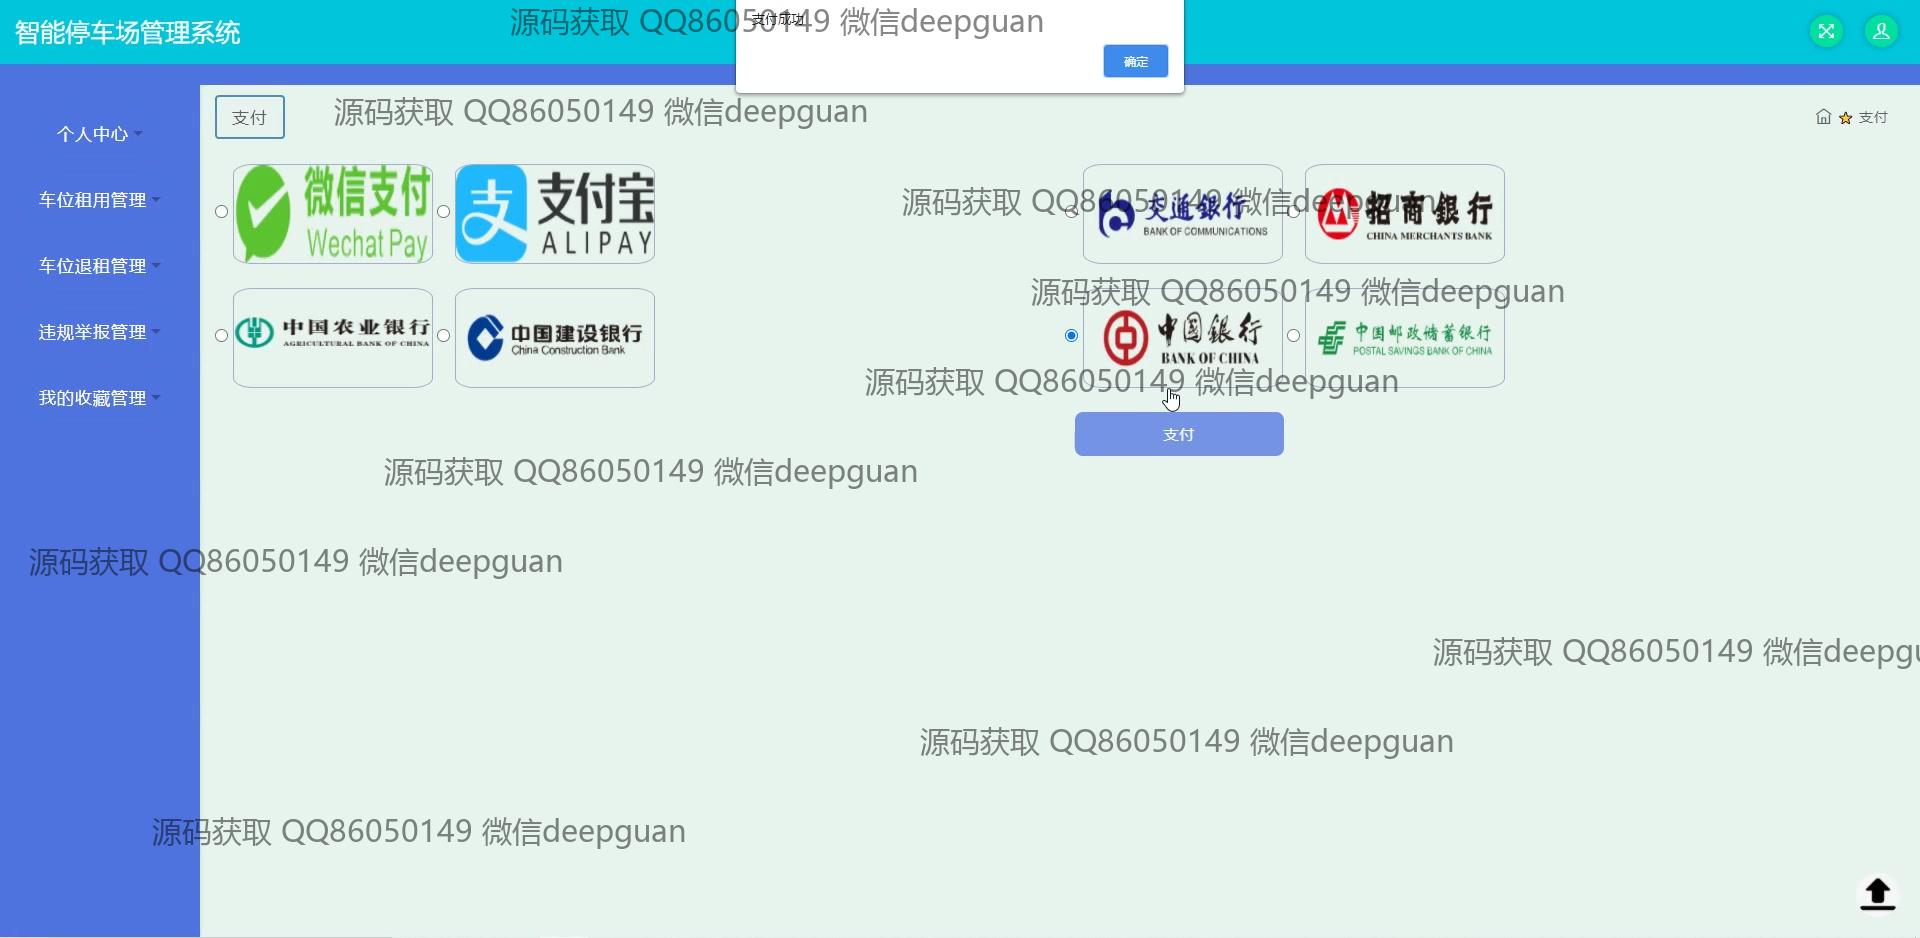 智能停车场管理系统
源码获取 QQ86050149 微信deepguan
支付成功
确定
支付
源码获取 QQ86050149 微信deepguan
支付
个人中心
车位租用管理
车位退租管理
违规举报管理
我的收藏管理
微信支付
Wechat Pay
支付宝
ALIPAY
源码获取 QQ86050149 微信deepguan
交通銀行
BANK OF COMMUNICATIONS
招商銀行
CHINA MERCHANTS BANK
源码获取 QQ86050149 微信deepguan
中国农业银行
AGRICULTURAL BANK OF CHINA
中国建设银行
China Construction Bank
中國銀行
BANK OF CHINA
中国邮政储蓄银行
POSTAL SAVINGS BANK OF CHINA
源码获取 QQ86050149 微信deepguan
支付
源码获取 QQ86050149 微信deepguan
源码获取 QQ86050149 微信deepguan
源码获取 QQ86050149 微信deepgu
源码获取 QQ86050149 微信deepguan
源码获取 QQ86050149 微信deepguan